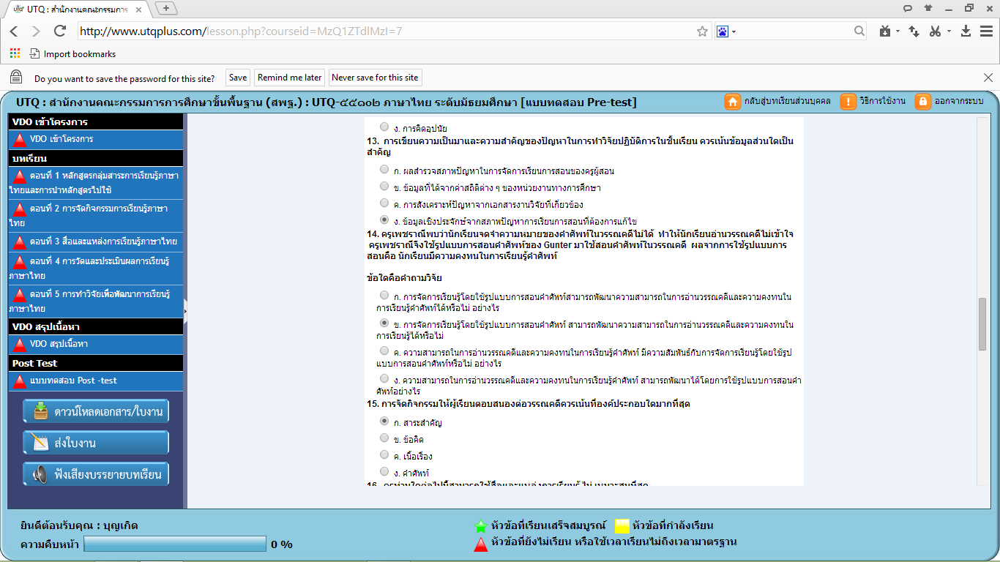 UTQ : สำนักงานคณะกรรมการ
http://www.utqplus.com/lesson.php?courseid=MzQ1ZTdlMzI=7
Import bookmarks
Do you want to save the password for this site? Save Remind me later Never save for this site
UTQ : สำนักงานคณะกรรมการการศึกษาขั้นพื้นฐาน (สพฐ.) : UTQ-๕๕๑๐๒ ภาษาไทย ระดับมัธยมศึกษา [แบบทดสอบ Pre-test]
กลับสู่บทเรียนส่วนบุคคล วิธีการใช้งาน ออกจากระบบ
VDO เข้าโครงการ
VDO เข้าโครงการ
บทเรียน
ตอนที่ 1 หลักสูตรกลุ่มสาระการเรียนรู้ภาษา
ไทยและการนำหลักสูตรไปใช้
ตอนที่ 2 การจัดกิจกรรมการเรียนรู้ภาษา
ไทย
ตอนที่ 3 สื่อและแหล่งการเรียนรู้ภาษาไทย
ตอนที่ 4 การวัดและประเมินผลการเรียนรู้
ภาษาไทย
ตอนที่ 5 การทำวิจัยเพื่อพัฒนาการเรียนรู้
ภาษาไทย
VDO สรุปเนื้อหา
VDO สรุปเนื้อหา
Post Test
แบบทดสอบ Post -test
ดาวน์โหลดเอกสาร/ใบงาน
ส่งใบงาน
ฟังเสียงบรรยายบทเรียน
ง. การคิดอุปนัย
13. การเขียนความเป็นมาและความสำคัญของปัญหาในการทำวิจัยปฏิบัติการในชั้นเรียน ควรเน้นข้อมูลส่วนใดเป็น
สำคัญ
ก. ผลสำรวจสภาพปัญหาในการจัดการเรียนการสอนของครูผู้สอน
ข. ข้อมูลที่ได้จากค่าสถิติต่าง ๆ ของหน่วยงานทางการศึกษา
ค. การสังเคราะห์ปัญหาจากเอกสารงานวิจัยที่เกี่ยวข้อง
ง. ข้อมูลเชิงประจักษ์จากสภาพปัญหาการเรียนการสอนที่ต้องการแก้ไข
14. ครูเพชราณีพบว่านักเรียนจดจำความหมายของคำศัพท์ในวรรณคดีไม่ได้ ทำให้นักเรียนอ่านวรรณคดีไม่เข้าใจ
ครูเพชราณีจึงใช้รูปแบบการสอนคำศัพท์ของ Gunter มาใช้สอนคำศัพท์ในวรรณคดี ผลจากการใช้รูปแบบการ
สอนคือ นักเรียนมีความคงทนในการเรียนรู้คำศัพท์
ข้อใดคือคำถามวิจัย
ก. การจัดการเรียนรู้โดยใช้รูปแบบการสอนคำศัพท์สามารถพัฒนาความสามารถในการอ่านวรรณคดีและความคงทนใน
การเรียนรู้คำศัพท์ได้หรือไม่ อย่างไร
ข. การจัดการเรียนรู้โดยใช้รูปแบบการสอนคำศัพท์ สามารถพัฒนาความสามารถในการอ่านวรรณคดีและความคงทนใน
การเรียนรู้ได้หรือไม่
ค. ความสามารถในการอ่านวรรณคดีและความคงทนในการเรียนรู้คำศัพท์ มีความสัมพันธ์กับการจัดการเรียนรู้โดยใช้รูป
แบบการสอนคำศัพท์หรือไม่ อย่างไร
ง. ความสามารถในการอ่านวรรณคดีและความคงทนในการเรียนรู้คำศัพท์ สามารถพัฒนาได้โดยการใช้รูปแบบการสอนคำ
ศัพท์อย่างไร
15. การจัดกิจกรรมให้ผู้เรียนตอบสนองต่อวรรณคดีควรเน้นที่องค์ประกอบใดมากที่สุด
ก. สาระสำคัญ
ข. ข้อคิด
ค. เนื้อเรื่อง
ง. คำศัพท์
16. ครูท่านใดต่อไปนี้สามารถใช้สื่อและแหล่งการเรียนรู้ ไม่ เหมาะสมที่สุด
ยินดีต้อนรับคุณ : บุญเกิด
ความคืบหน้า 0 %
หัวข้อที่เรียนเสร็จสมบูรณ์ หัวข้อที่กำลังเรียน
หัวข้อที่ยังไม่เรียน หรือใช้เวลาเรียนไม่ถึงเวลามาตรฐาน